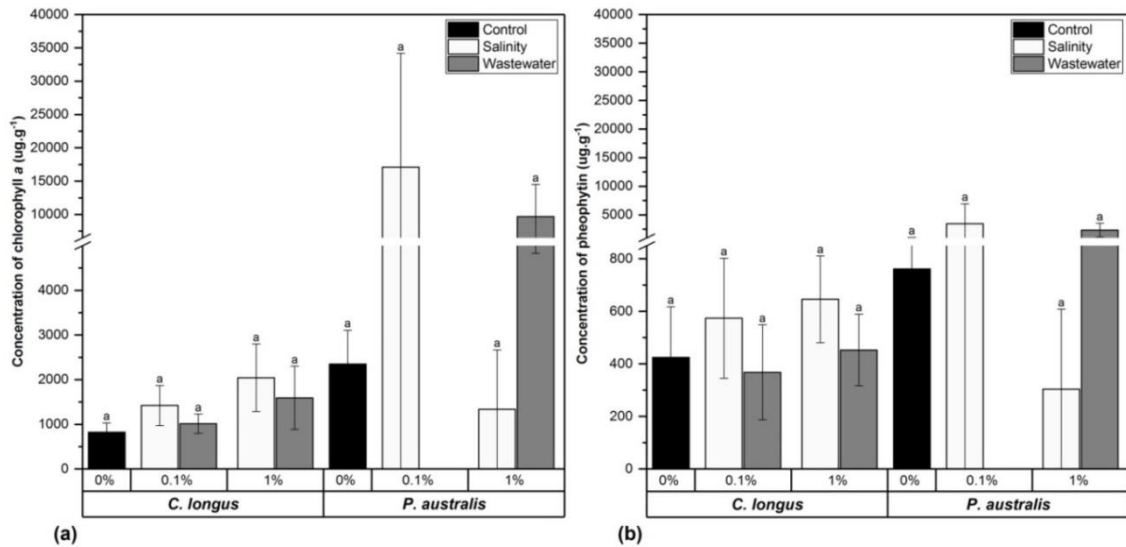 Concentration of chlorophyll a (ug.g-1)
40000
35000
30000
25000
20000
15000
10000
4000
3000
2000
1000
0
Control
Salinity
Wastewater
a
a
a
a
a
a
a
a
a
0%
0.1%
1%
0%
0.1%
1%
C. longus
P. australis
(a)
Concentration of pheophytin (ug.g-1)
40000
35000
30000
25000
20000
15000
10000
5000
800
600
400
200
0
Control
Salinity
Wastewater
a
a
a
a
a
a
a
a
a
0%
0.1%
1%
0%
0.1%
1%
C. longus
P. australis
(b)